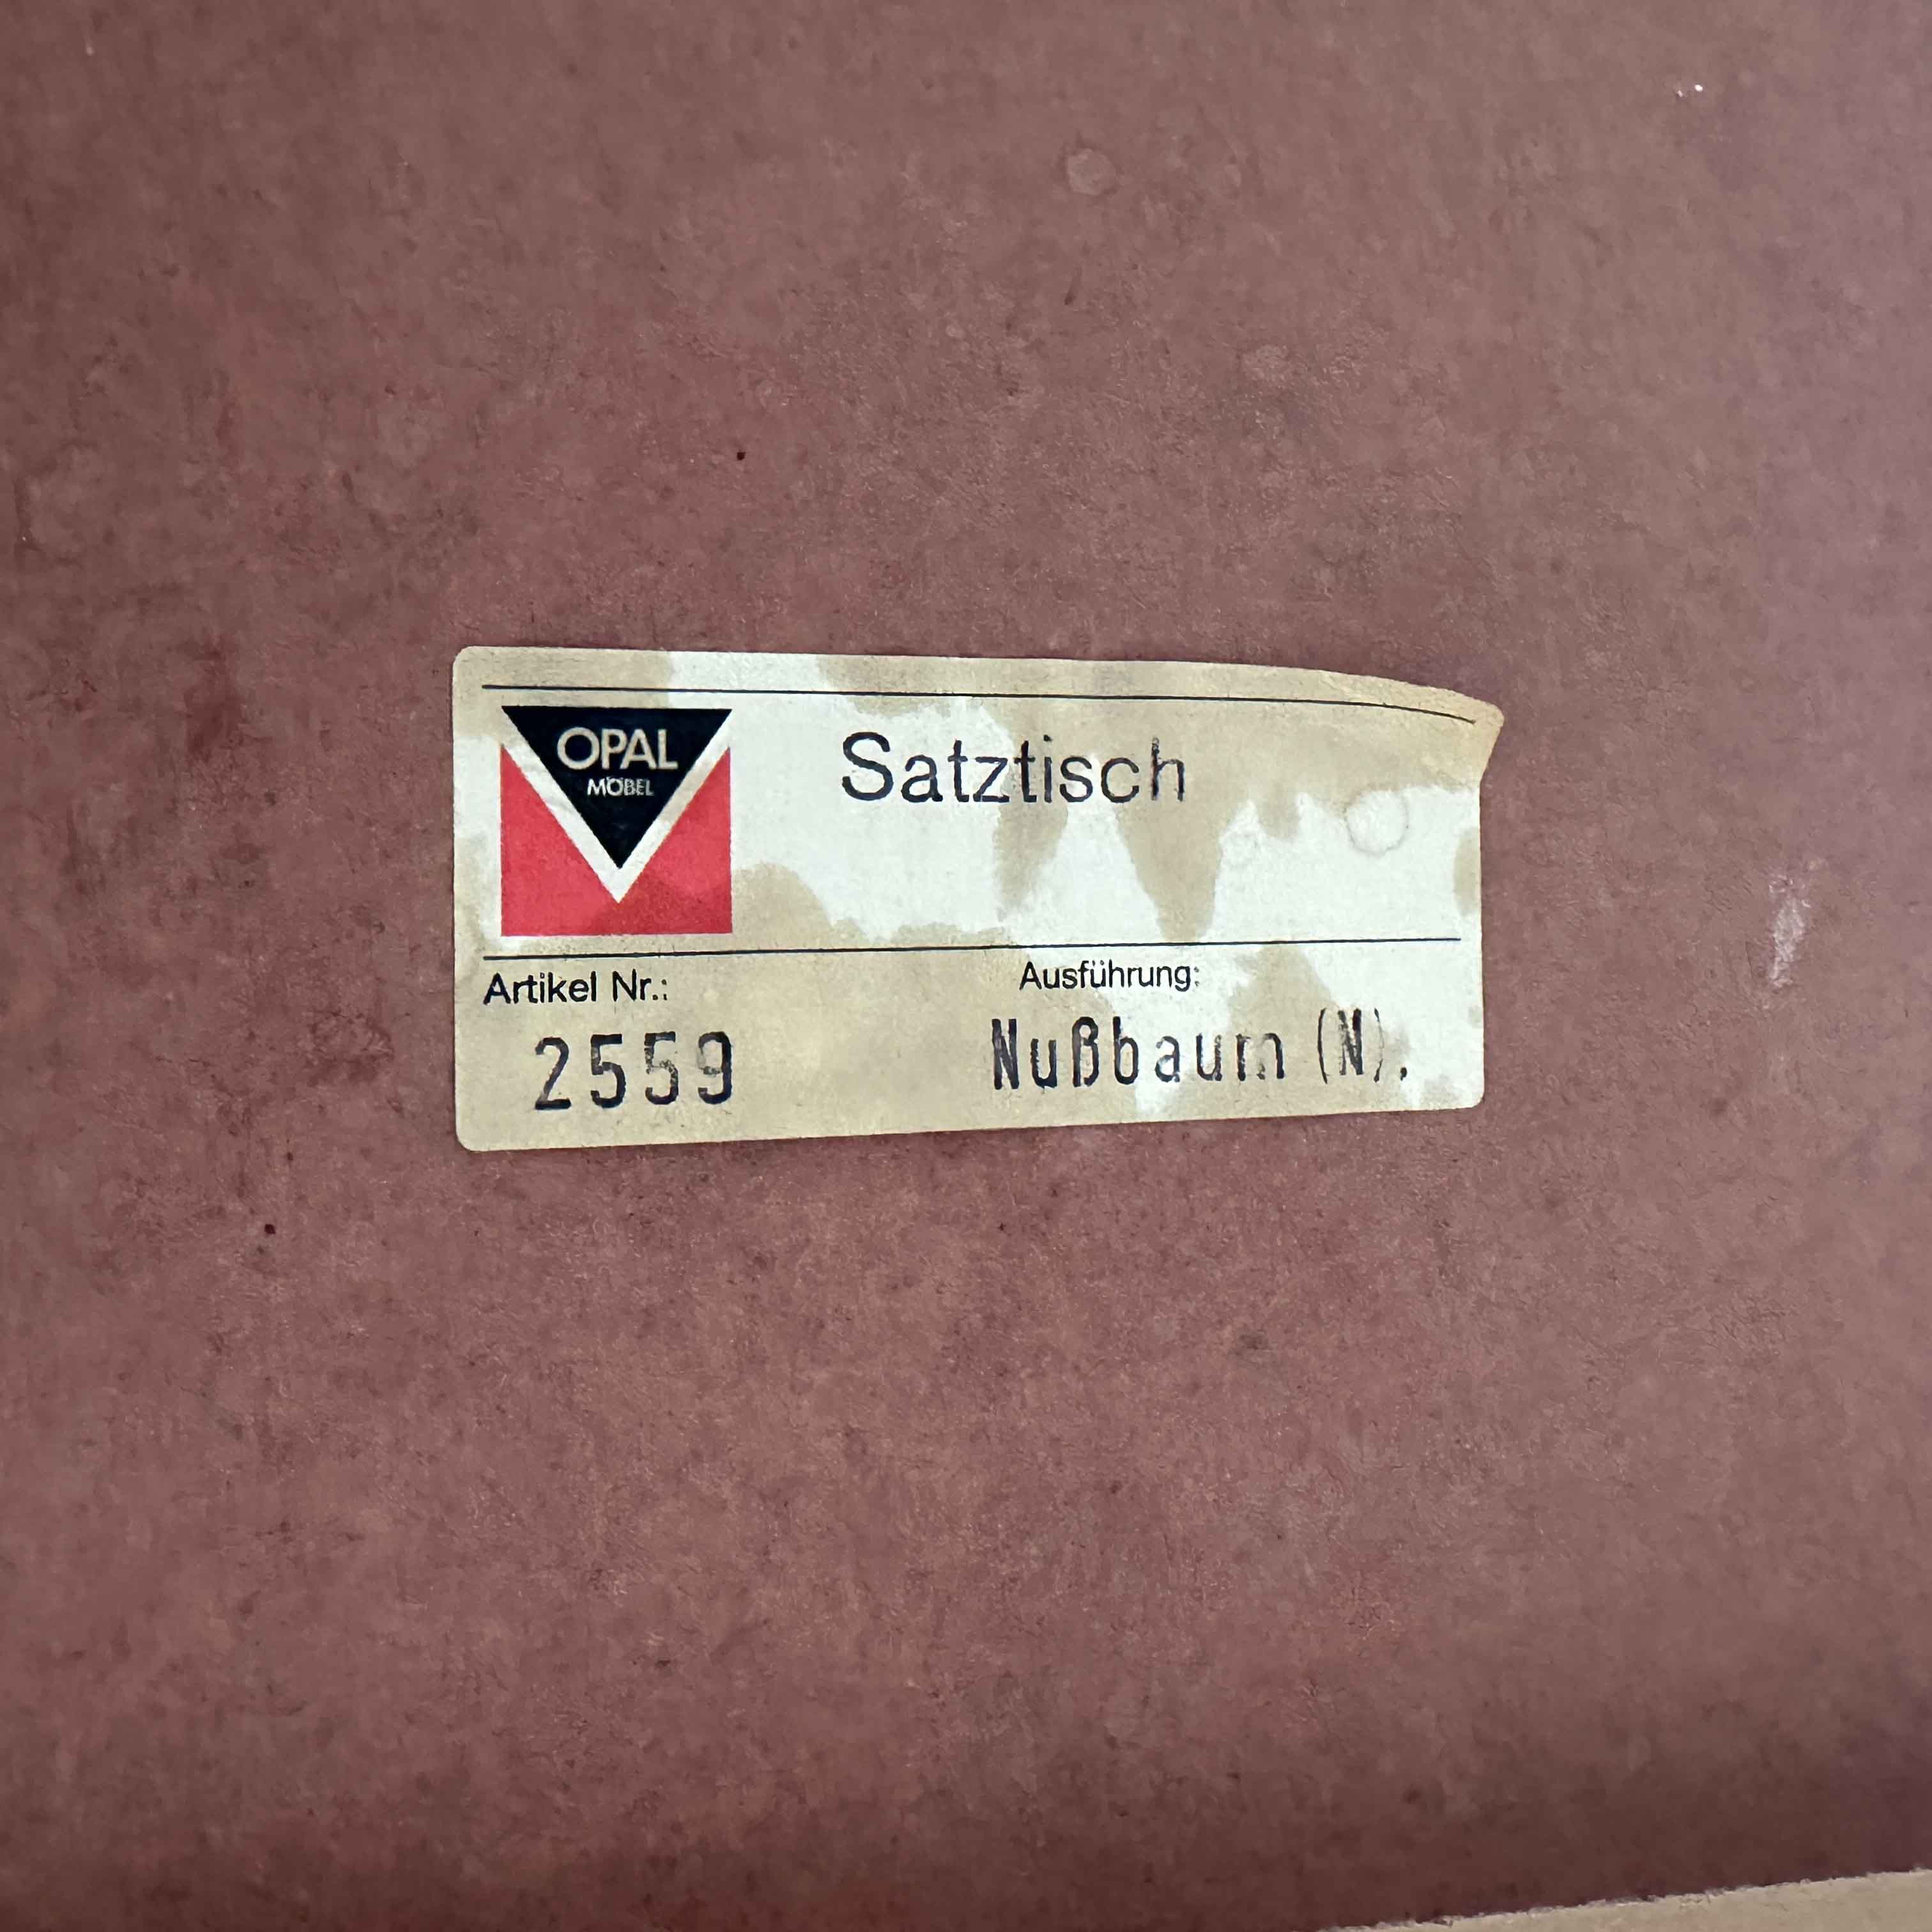 OPAL
MÖBEL
Satztisch
Artikel Nr.:
Ausführung:
2559
Nußbaum (N).